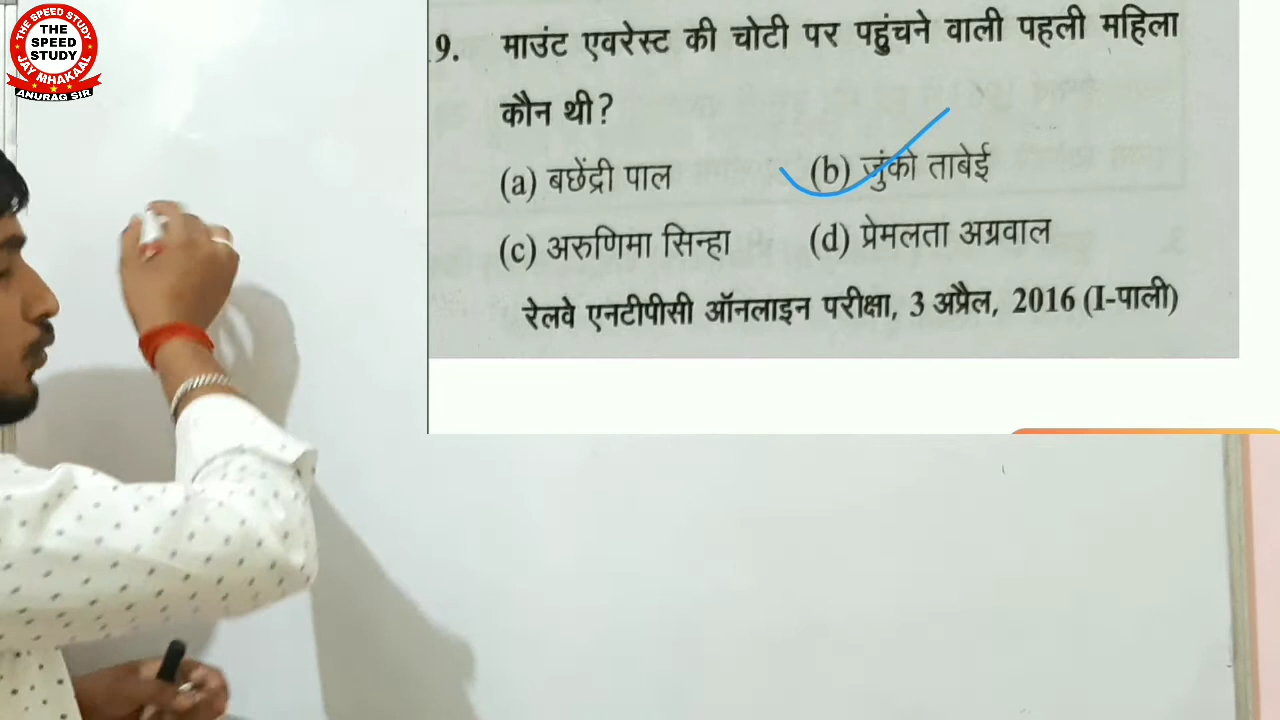 THE SPEED STUDY
THE
SPEED
STUDY
JAY MHAKAAL
ANURAG SIR
9. माउंट एवरेस्ट की चोटी पर पहुंचने वाली पहली महिला
कौन थी?
(a) बछेंद्री पाल (b) जुंको ताबेई
(c) अरुणिमा सिन्हा (d) प्रेमलता अग्रवाल
रेलवे एनटीपीसी ऑनलाइन परीक्षा, 3 अप्रैल, 2016 (I-पाली)